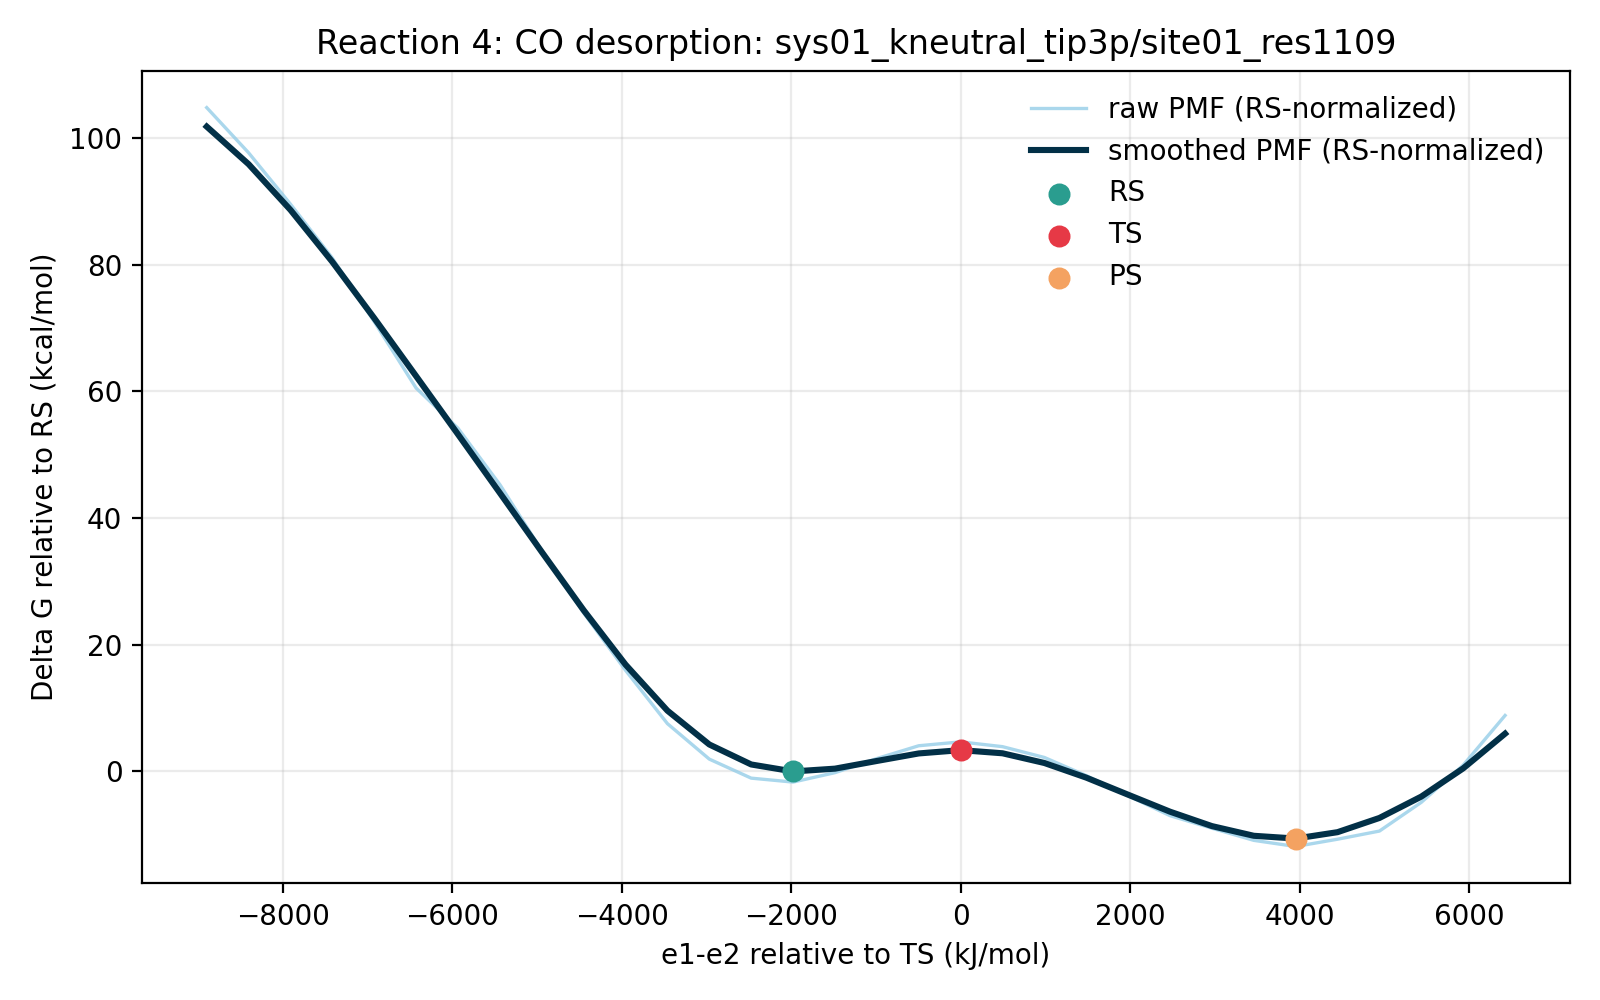 Reaction 4: CO desorption: sys01_kneutral_tip3p/site01_res1109
raw PMF (RS-normalized)
smoothed PMF (RS-normalized)
RS
TS
PS
Delta G relative to RS (kcal/mol)
100
80
60
40
20
0
−8000
−6000
−4000
−2000
0
2000
4000
6000
e1-e2 relative to TS (kJ/mol)